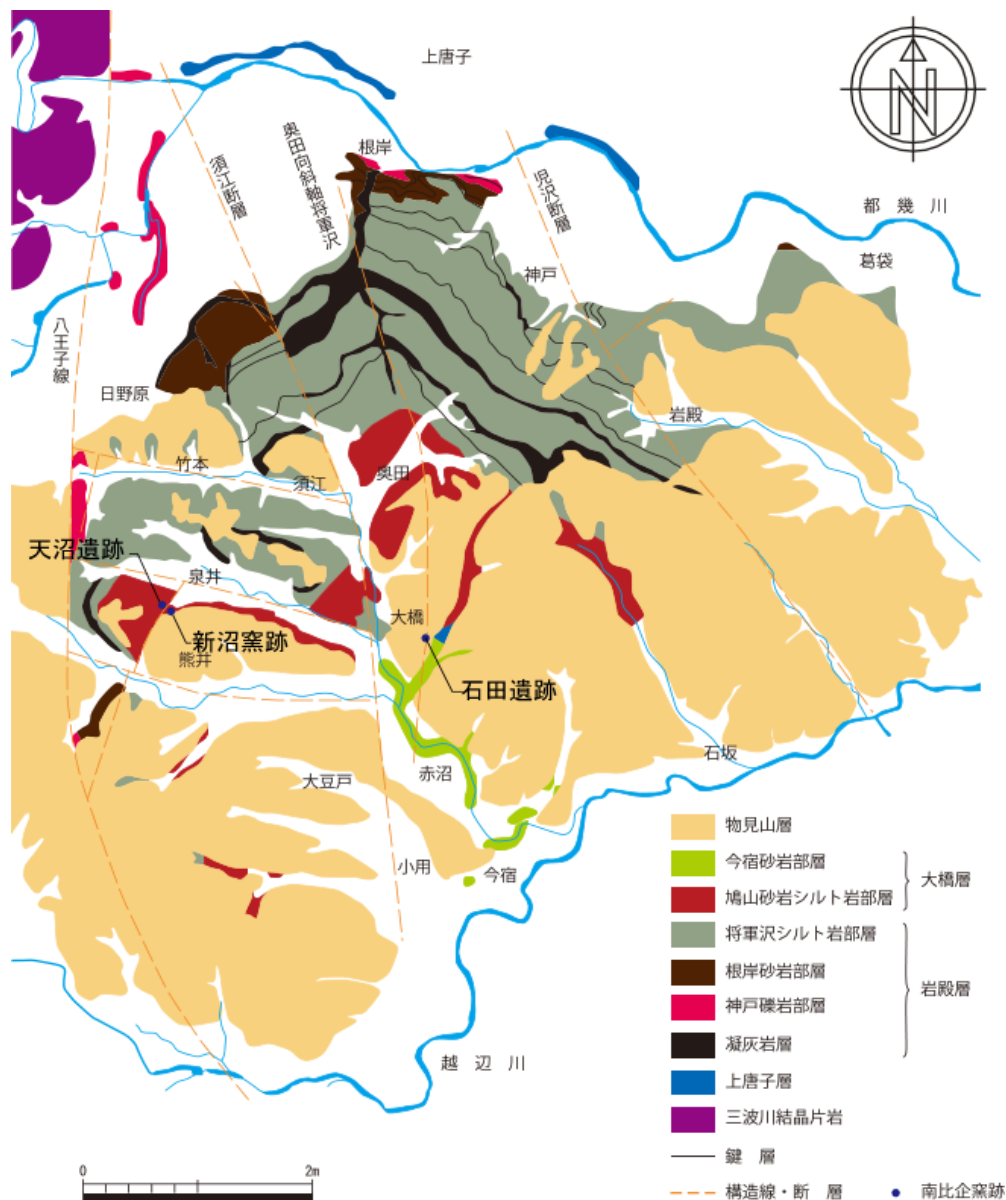 上唐子
N
奥田向斜軸将軍沢
根岸
須江断層
児沢断層
都幾川
葛袋
神戸
八王子線
日野原
岩殿
竹本
須江
奥田
天沼遺跡
泉井
大橋
新沼窯跡
熊井
石田遺跡
石坂
赤沼
大豆戸
小用
今宿
越辺川
物見山層
今宿砂岩部層
大橋層
鳩山砂岩シルト岩部層
将軍沢シルト岩部層
根岸砂岩部層
岩殿層
神戸礫岩部層
凝灰岩層
上唐子層
三波川結晶片岩
鍵層
構造線・断層
南比企窯跡
0 2m